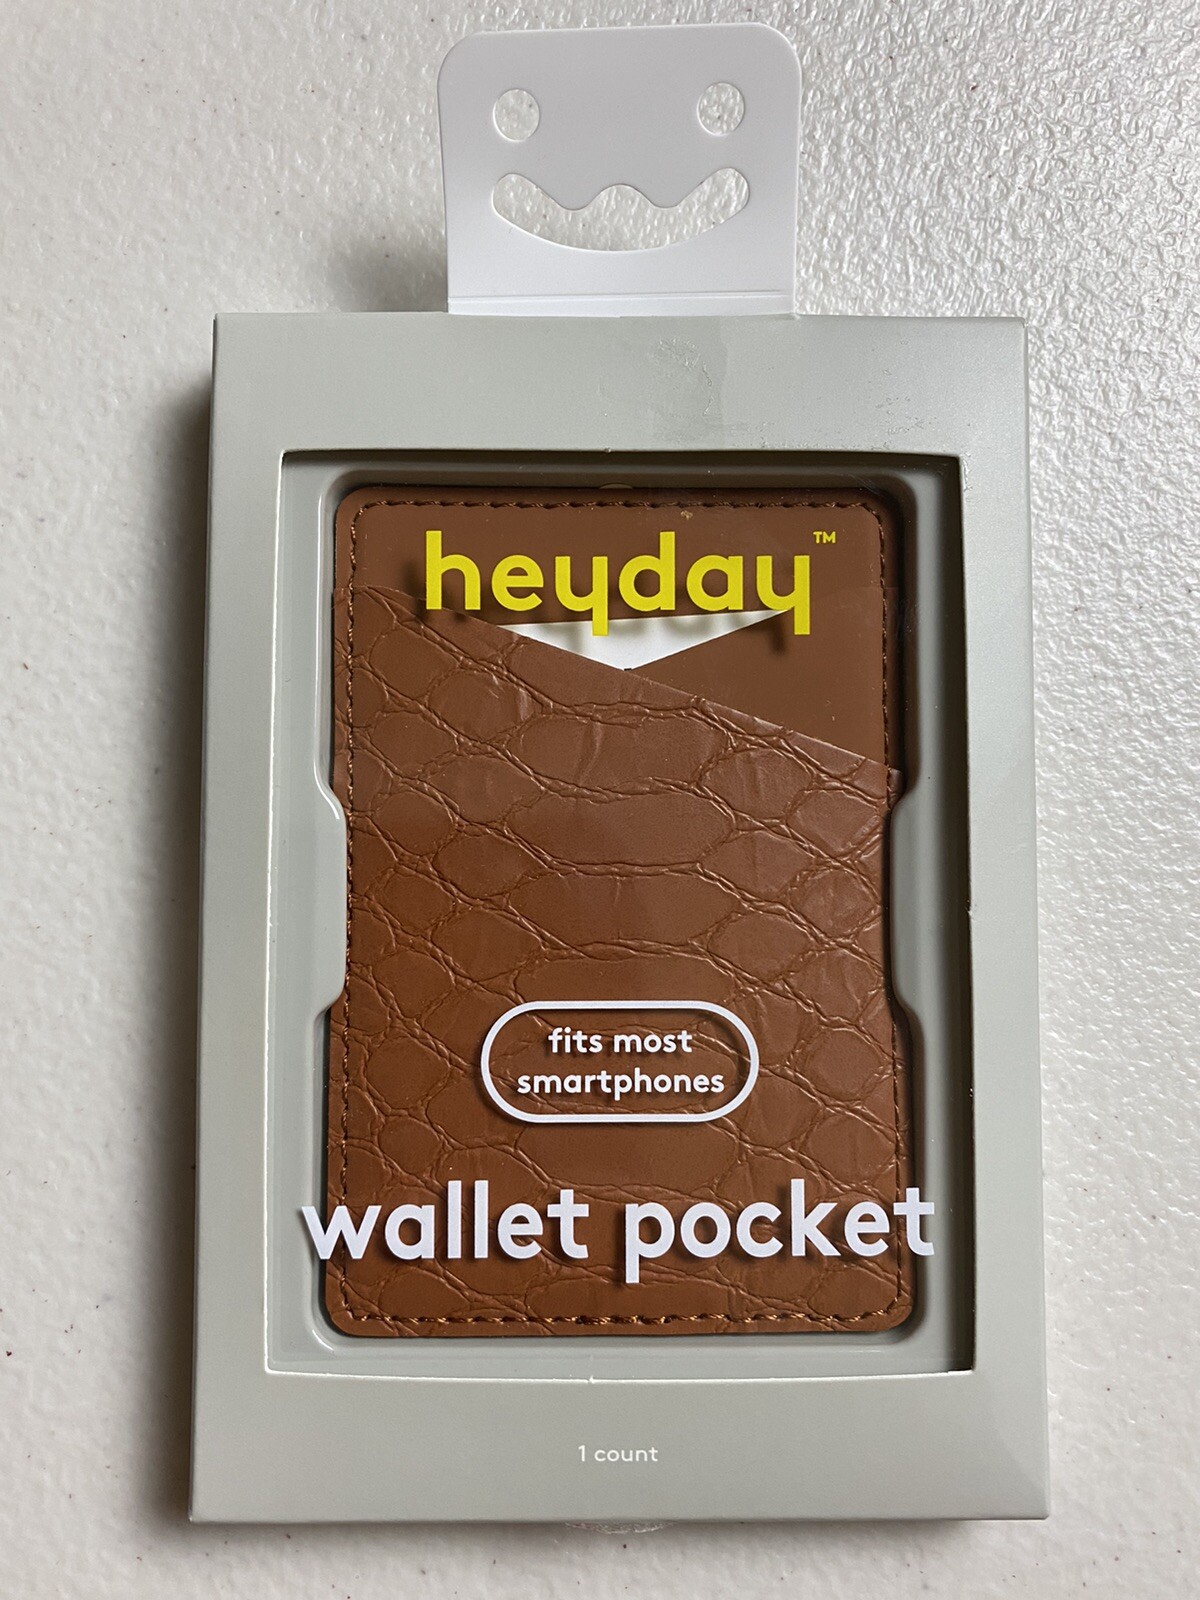 heyday™
fits most
smartphones
wallet pocket
1 count